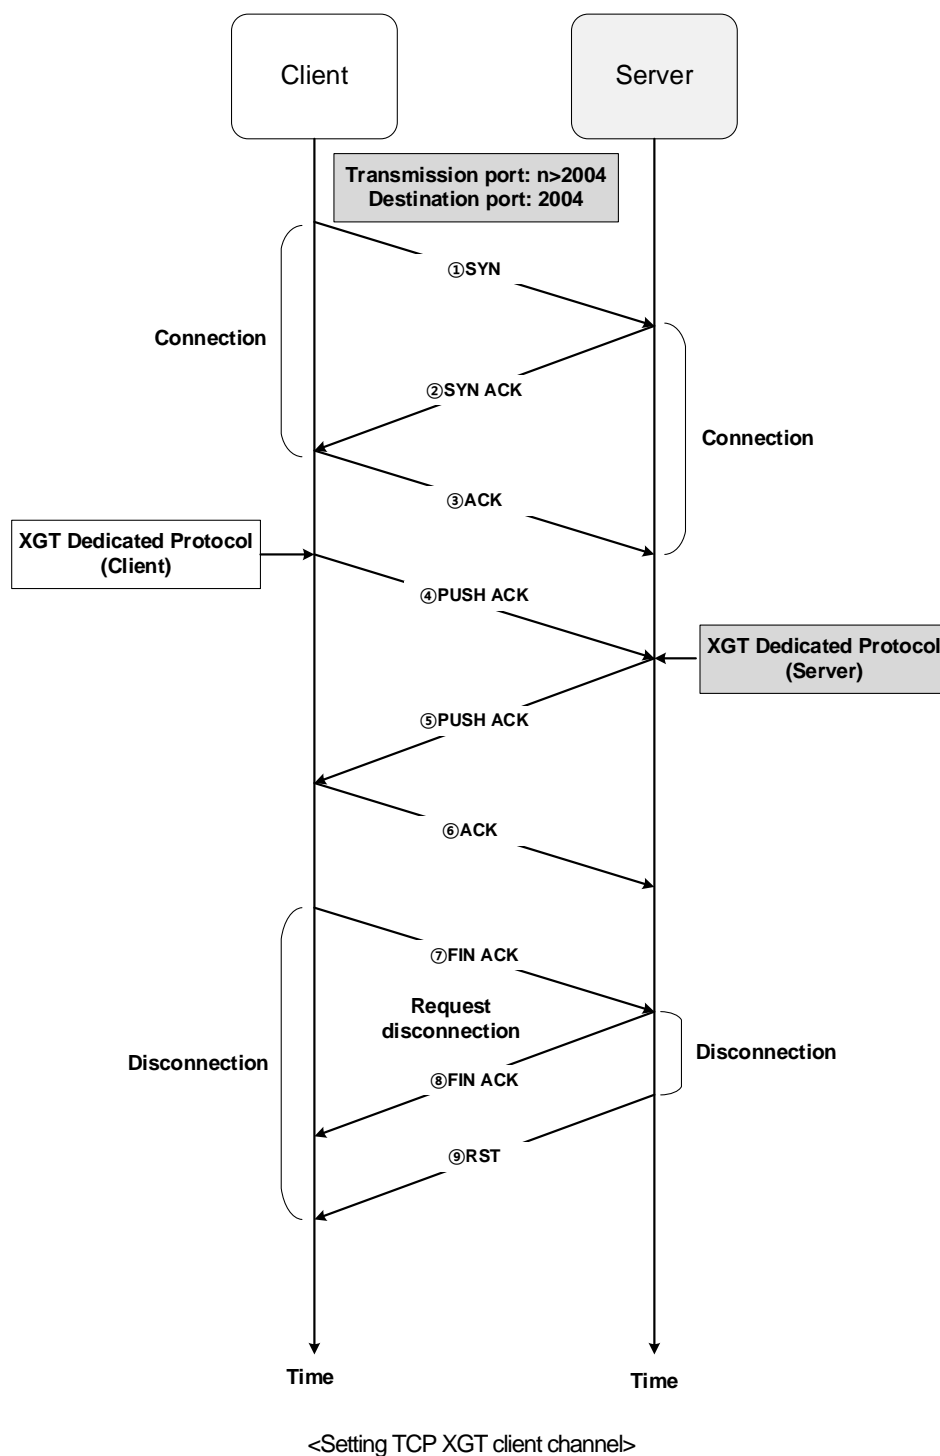 Client
Server
Transmission port: n>2004
Destination port: 2004
①SYN
Connection
②SYN ACK
Connection
③ACK
XGT Dedicated Protocol
(Client)
④PUSH ACK
XGT Dedicated Protocol
(Server)
⑤PUSH ACK
⑥ACK
⑦FIN ACK
Request
disconnection
Disconnection
Disconnection
⑧FIN ACK
⑨RST
Time
Time
<Setting TCP XGT client channel>